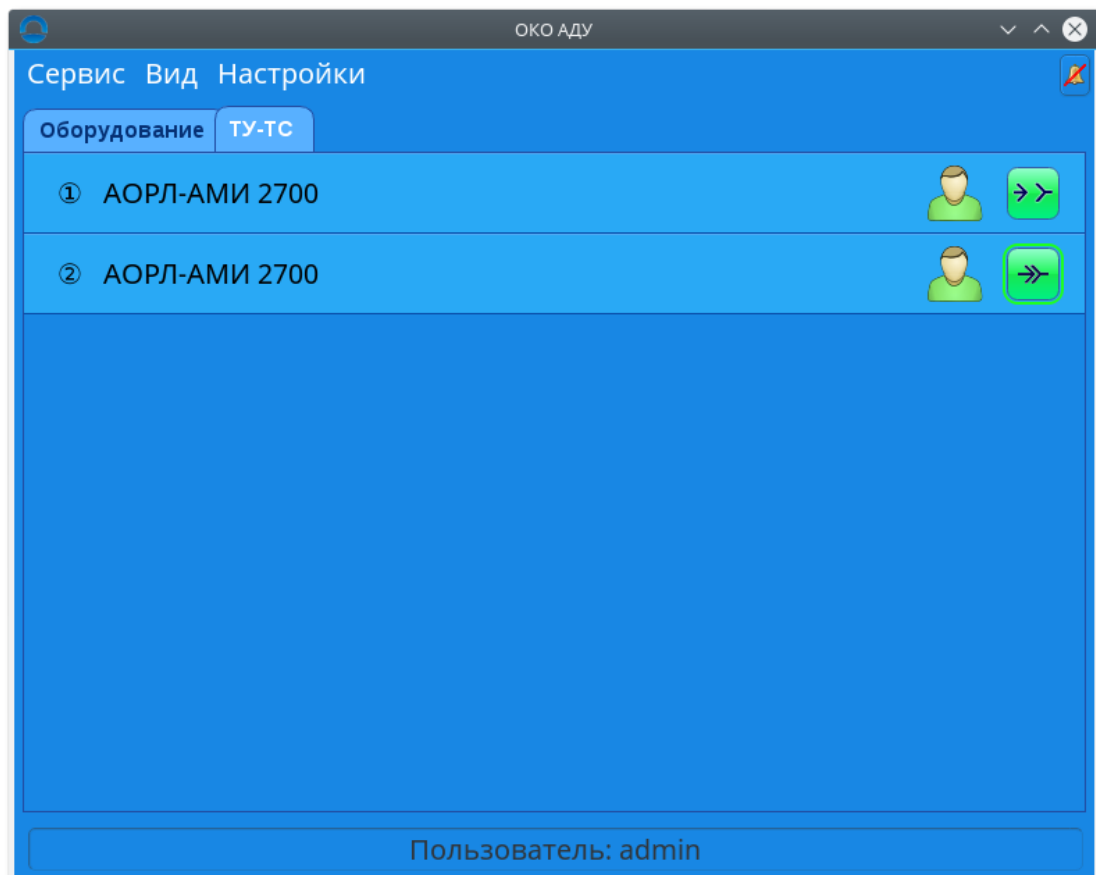 ОКО АДУ
Сервис Вид Настройки
Оборудование ТУ-ТС
① АОРЛ-АМИ 2700
② АОРЛ-АМИ 2700
Пользователь: admin